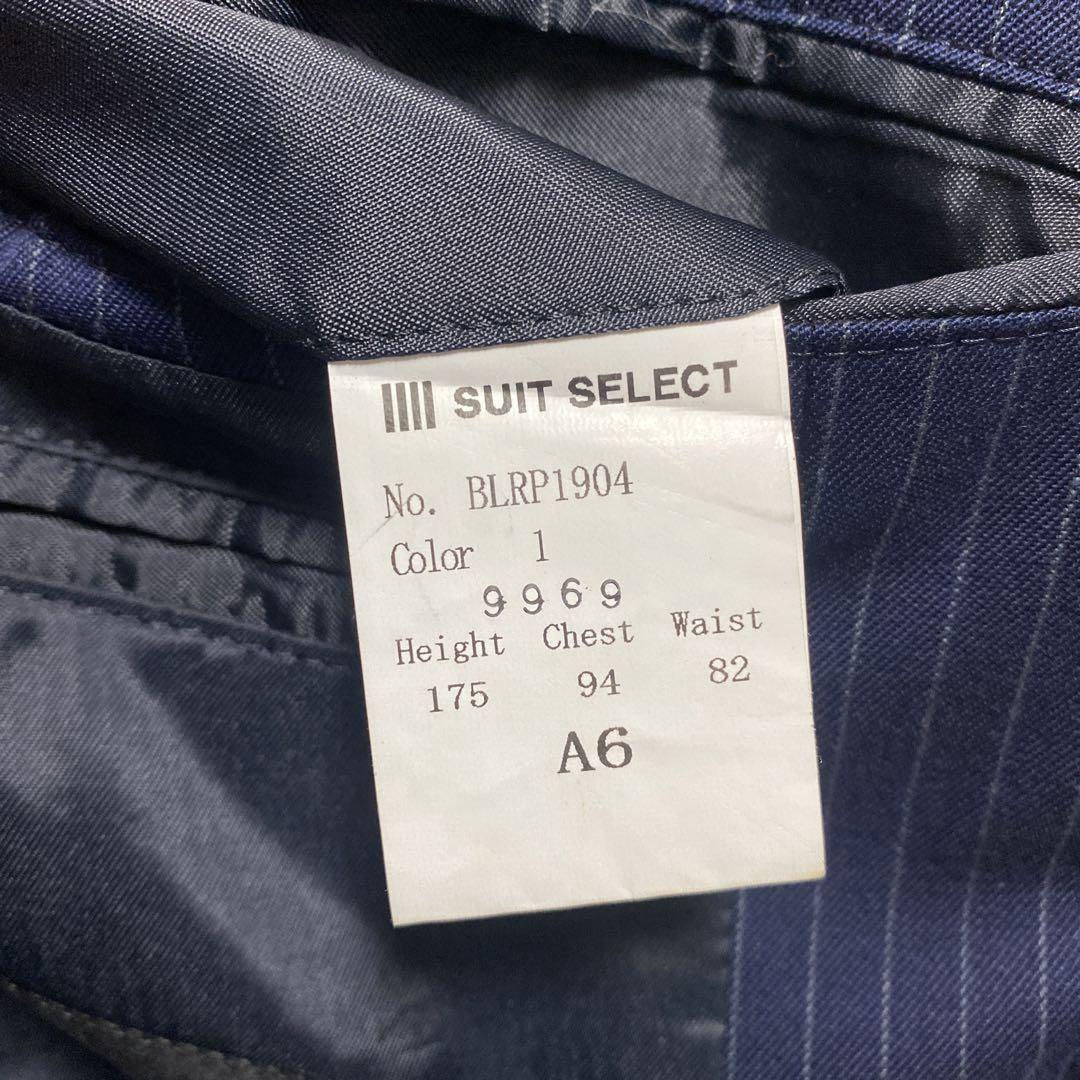 SUIT SELECT
No. BLRP1904
Color 1
9969
Height Chest Waist
175 94 82
A6